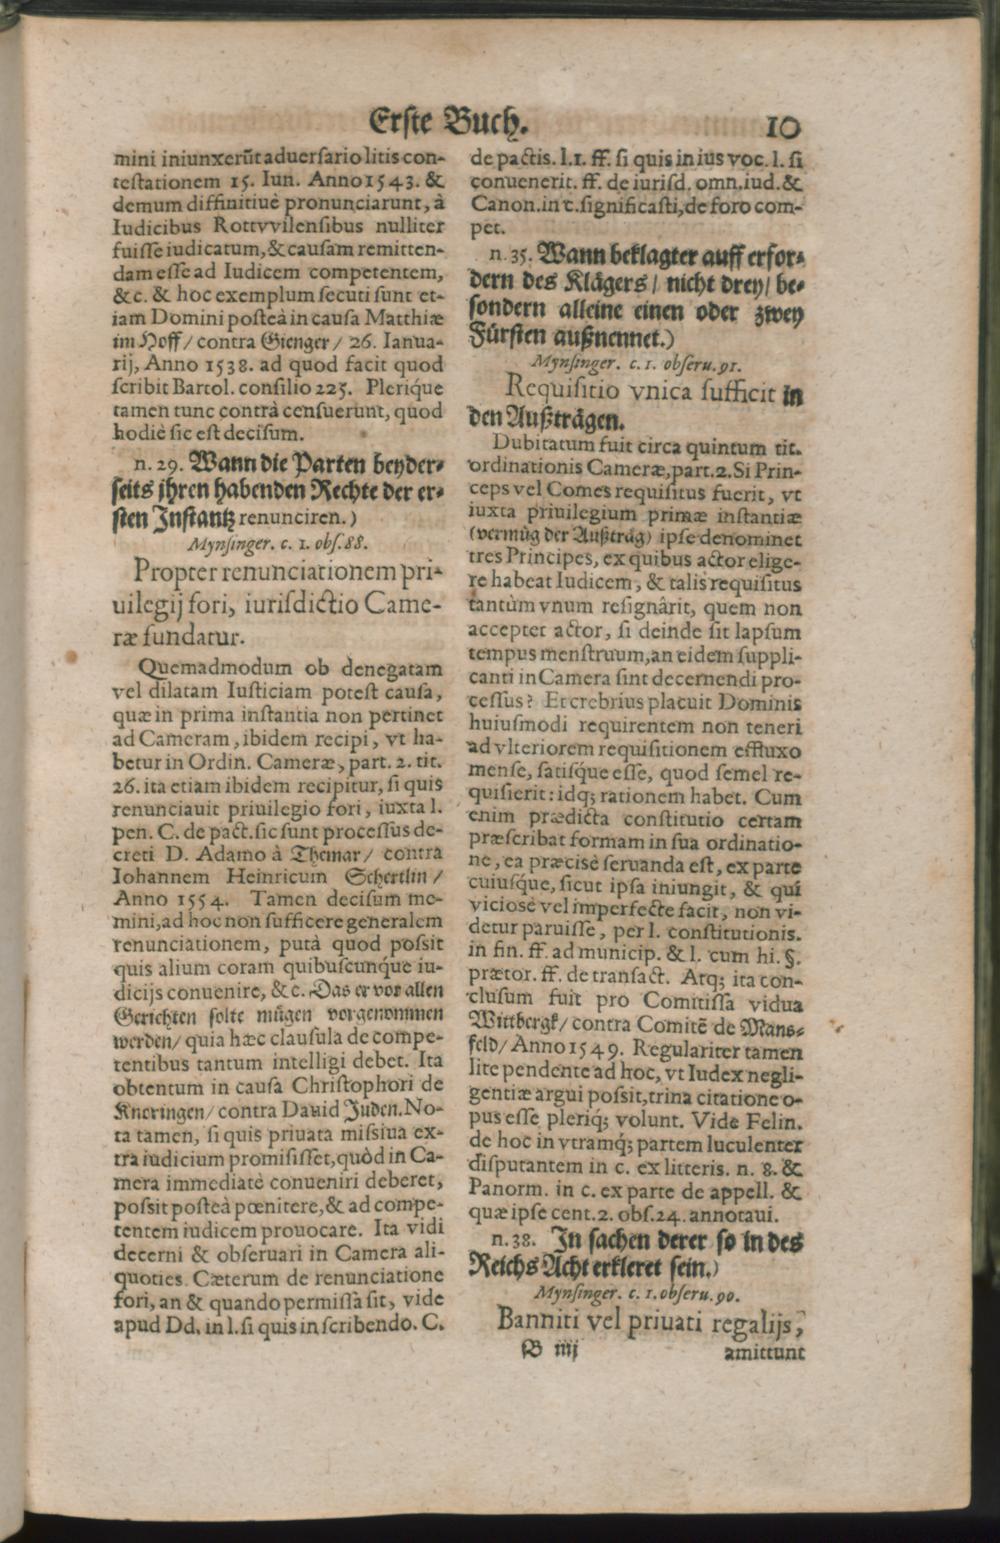 Erste Buch. 10
mini iniunxerũt aduersario litis con-
testationem 15. Iun. Anno 1543. &
demum diffinitiuè pronunciarunt, à
Iudicibus Rottvvilensibus nulliter
fuisse iudicatum, & causam remitten-
dam esse ad Iudicem competentem,
&c. & hoc exemplum secuti sunt et-
iam Domini posteà in causa Matthiæ
im Hoff/ contra Gienger/ 26. Ianua-
rij, Anno 1538. ad quod facit quod
scribit Bartol. consilio 225. Pleriq́ue
tamen tunc contrà censuerunt, quod
hodiè sic est decisum.
n. 29. Wann die Parten beyder-
seits jhren habenden Rechte der er-
sten Instantz renunciren.)
Mynsinger. c. 1. obs. 88.
Propter renunciationem pri-
uilegij fori, iurisdictio Came-
ræ fundatur.
Quemadmodum ob denegatam
vel dilatam Iusticiam potest causa,
quæ in prima instantia non pertinet
ad Cameram, ibidem recipi, vt ha-
betur in Ordin. Cameræ, part. 2. tit.
26. ita etiam ibidem recipitur, si quis
renunciauit priuilegio fori, iuxta l.
pen. C. de pact. sic sunt processus de-
creti D. Adamo à Themar/ contra
Iohannem Heinricum Schertlin/
Anno 1554. Tamen decisum me-
mini, ad hoc non sufficere generalem
renunciationem, putà quod possit
quis alium coram quibuscunq́ue iu-
dicijs conuenire, &c. Das er vor allen
Gerichten solte mügen vorgenommen
werden/ quia hæc clausula de compe-
tentibus tantum intelligi debet. Ita
obtentum in causa Christophori de
Kneringen/ contra Dauid Juden. No-
ta tamen, si quis priuata missiua ex-
tra iudicium promisisset, quòd in Ca-
mera immediatè conueniri deberet,
possit posteà pœnitere, & ad compe-
tentem iudicem prouocare. Ita vidi
decerni & obseruari in Camera ali-
quoties. Cæterum de renunciatione
fori, an & quando permissa sit, vide
apud Dd. in l. si quis in scribendo. C.
de pactis. l. 1. ff. si quis in ius voc. l. si
conuenerit. ff. de iurisd. omn. iud. &
Canon. in c. significasti, de foro com-
pet.
n. 35. Wann beklagter auff erfor-
dern des Klägers/ nicht drey/ be-
sondern alleine einen oder zwey
Fürsten außnennet.)
Mynsinger. c. 1. obseru. 91.
Requisitio vnica sufficit in
den Außträgen.
Dubitatum fuit circa quintum tit.
ordinationis Cameræ, part. 2. Si Prin-
ceps vel Comes requisitus fuerit, vt
iuxta priuilegium primæ instantiæ
(vermüg der Außträg) ipse denominet
tres Principes, ex quibus actor elige-
re habeat Iudicem, & talis requisitus
tantùm vnum resignârit, quem non
acceptet actor, si deinde sit lapsum
tempus menstruum, an eidem suppli-
canti in Camera sint decernendi pro-
cessus? Et crebrius placuit Dominis
huiusmodi requirentem non teneri
ad vlteriorem requisitionem effluxo
mense, satisq́ue esse, quod semel re-
quisierit: idq; rationem habet. Cum
enim prædicta constitutio certam
præscribat formam in sua ordinatio-
ne, ea præcisè seruanda est, ex parte
cuiusq́ue, sicut ipsa iniungit, & qui
viciosè vel imperfecte facit, non vi-
detur paruisse, per l. constitutionis.
in fin. ff. ad municip. & l. cum hi. §.
prætor. ff. de transact. Atq; ita con-
clusum fuit pro Comitissa vidua
Wittbergk/ contra Comitẽ de Mans-
feld/ Anno 1549. Regulariter tamen
lite pendente ad hoc, vt Iudex negli-
gentiæ argui possit, trina citatione o-
pus esse pleriq́; volunt. Vide Felin.
de hoc in vtramq́; partem luculenter
disputantem in c. ex litteris. n. 8. &
Panorm. in c. ex parte de appell. &
quæ ipse cent. 2. obs. 24. annotaui.
n. 38. In sachen derer so in des
Reichs Acht erkleret sein.)
Mynsinger. c. 1. obseru. 90.
Banniti vel priuati regalijs,
B iiij amittunt